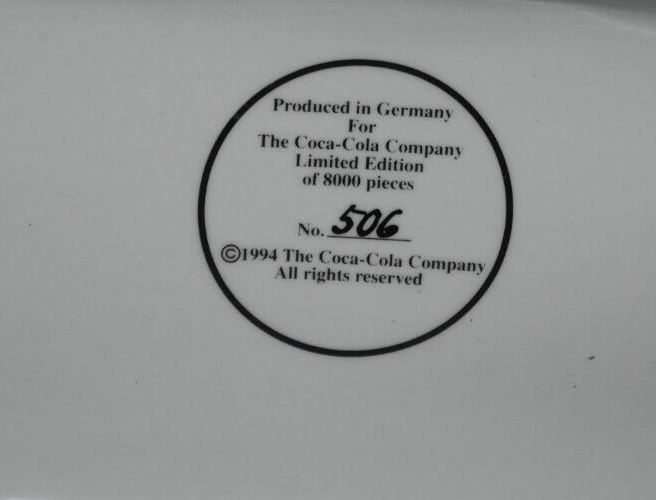 Produced in Germany
For
The Coca-Cola Company
Limited Edition
of 8000 pieces
No. 506
©1994 The Coca-Cola Company
All rights reserved